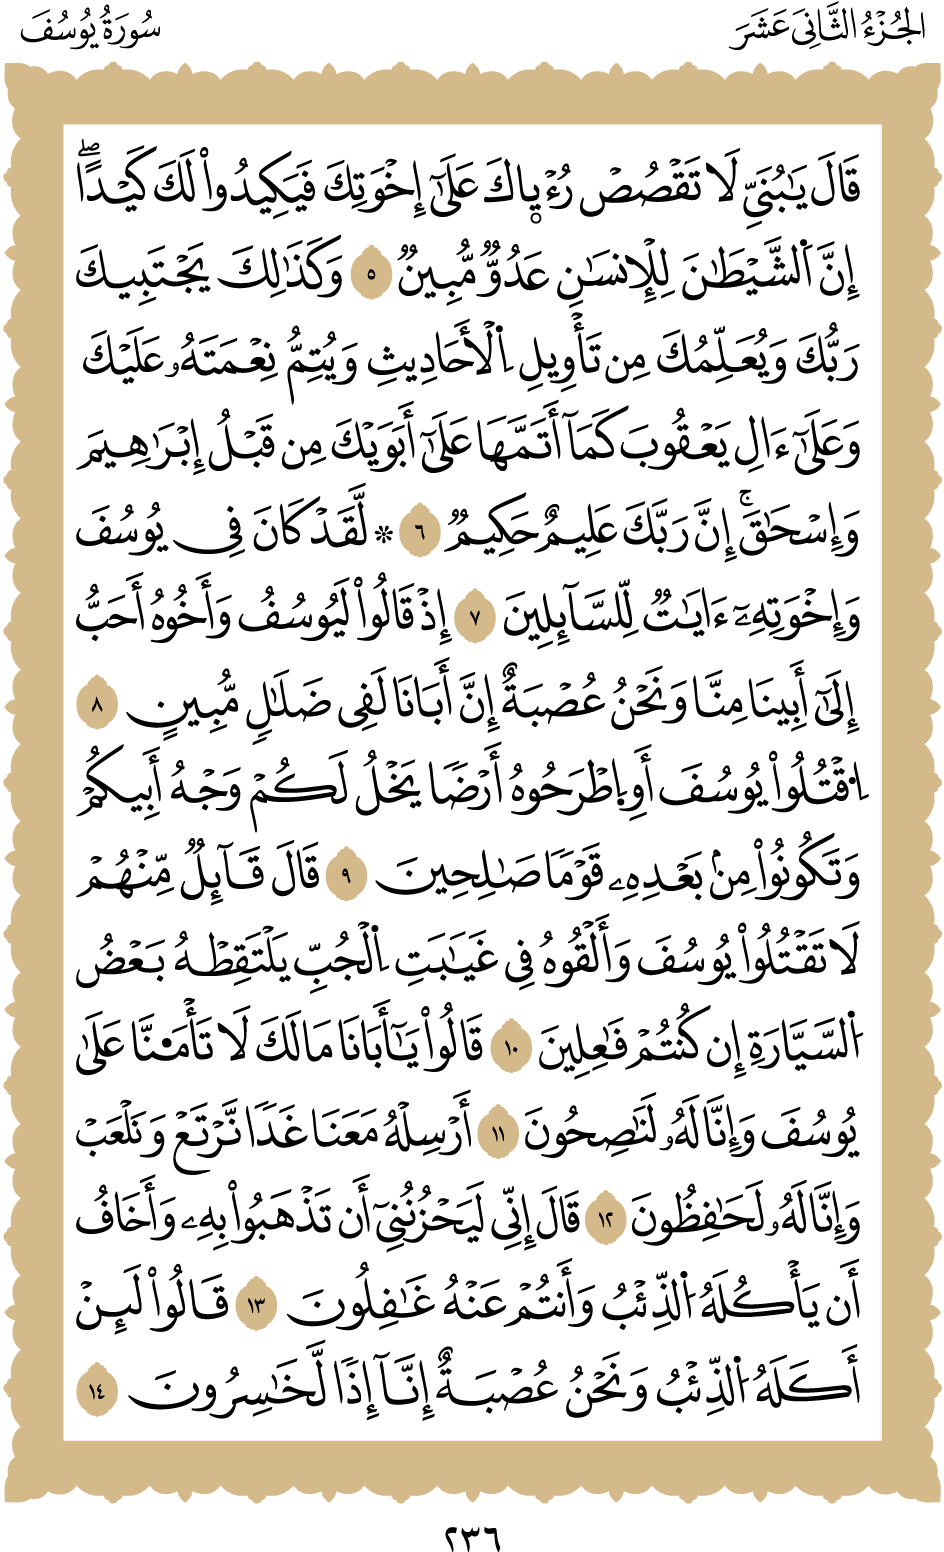 الجُزْءُ الثَّانِىَ عَشَرَ
سُورَةُ يُوسُفَ
قَالَ يَٰبُنَيِّ لَا تَقْصُصْ رُءْيٜاكَ عَلَىٰٓ إِخْوَتِكَ فَيَكِيدُوا۟ لَكَ كَيْدًاۖ
إِنَّ ٱلشَّيْطَٰنَ لِلْإِنسَٰنِ عَدُوࣱّ مُّبِينࣱ ٥ وَكَذَٰلِكَ يَجْتَبِيكَ
رَبُّكَ وَيُعَلِّمُكَ مِن تَأْوِيلِ ٱلْأَحَادِيثِ وَيُتِمُّ نِعْمَتَهُۥ عَلَيْكَ
وَعَلَىٰٓ ءَالِ يَعْقُوبَ كَمَآ أَتَمَّهَا عَلَىٰٓ أَبَوَيْكَ مِن قَبْلُ إِبْرَٰهِيمَ
وَإِسْحَٰقَۚ إِنَّ رَبَّكَ عَلِيمٌ حَكِيمࣱ ٦ * لَّقَدْ كَانَ فِى يُوسُفَ
وَإِخْوَتِهِۦٓ ءَايَٰتࣱ لِّلسَّآئِلِينَ ٧ إِذْ قَالُوا۟ لَيُوسُفُ وَأَخُوهُ أَحَبُّ
إِلَىٰٓ أَبِينَا مِنَّا وَنَحْنُ عُصْبَةٌ إِنَّ أَبَانَا لَفِى ضَلَٰلࣲ مُّبِينٍ ٨
ٱقْتُلُوا۟ يُوسُفَ أَوِ ٱطْرَحُوهُ أَرْضࣰا يَخْلُ لَكُمْ وَجْهُ أَبِيكُمْ
وَتَكُونُوا۟ مِنۢ بَعْدِهِۦ قَوْمࣰا صَٰلِحِينَ ٩ قَالَ قَآئِلࣱ مِّنْهُمْ
لَا تَقْتُلُوا۟ يُوسُفَ وَأَلْقُوهُ فِى غَيَٰبَتِ ٱلْجُبِّ يَلْتَقِطْهُ بَعْضُ
ٱلسَّيَّارَةِ إِن كُنتُمْ فَٰعِلِينَ ١٠ قَالُوا۟ يَٰٓأَبَانَا مَالَكَ لَا تَأْمَ۬نَّا عَلَىٰ
يُوسُفَ وَإِنَّا لَهُۥ لَنَٰصِحُونَ ١١ أَرْسِلْهُ مَعَنَا غَدࣰا نَّرْتَعْ وَنَلْعَبْ
وَإِنَّا لَهُۥ لَحَٰفِظُونَ ١٢ قَالَ إِنِّى لَيَحْزُنُنِىٓ أَن تَذْهَبُوا۟ بِهِۦ وَأَخَافُ
أَن يَأْكُلَهُ ٱلذِّئْبُ وَأَنتُمْ عَنْهُ غَٰفِلُونَ ١٣ قَالُوا۟ لَئِنْ
أَكَلَهُ ٱلذِّئْبُ وَنَحْنُ عُصْبَةٌ إِنَّآ إِذࣰا لَّخَٰسِرُونَ ١٤
٢٣٦